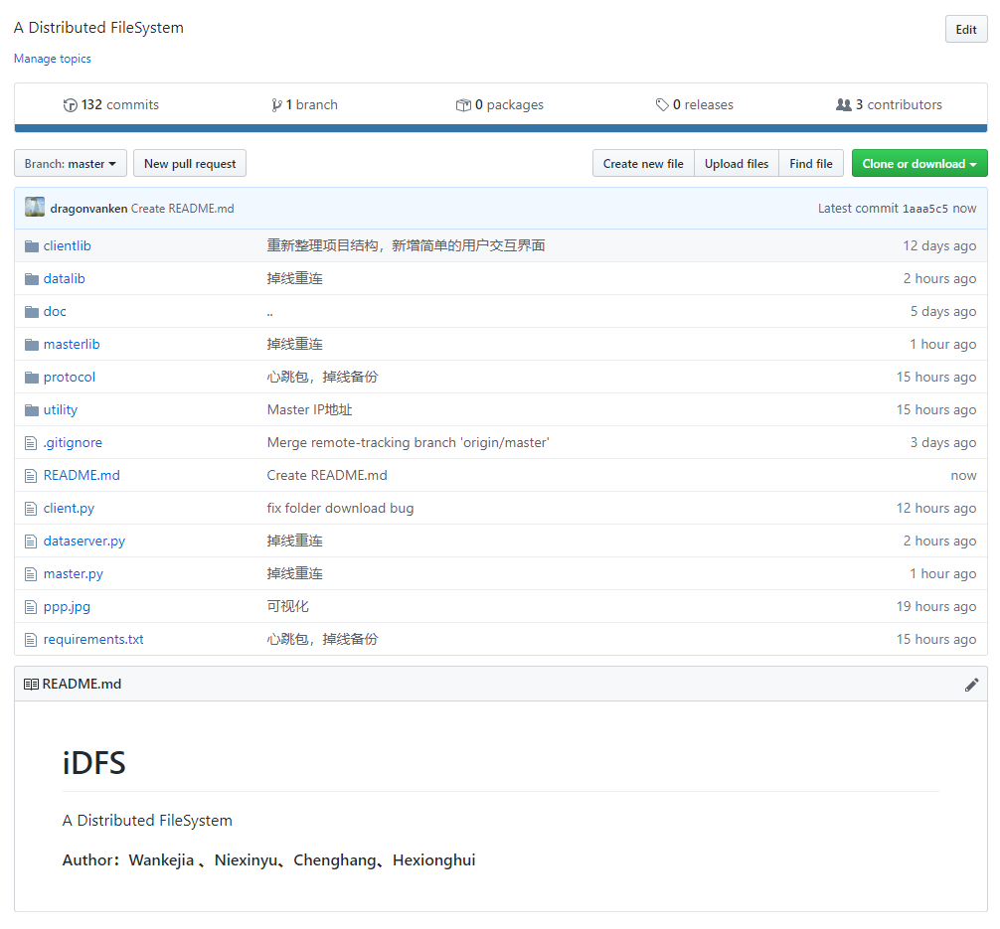 A Distributed FileSystem Edit
Manage topics
132 commits 1 branch 0 packages 0 releases 3 contributors
Branch: master New pull request Create new file Upload files Find file Clone or download
dragonvanken Create README.md Latest commit 1aaa5c5 now
clientlib 重新整理项目结构，新增简单的用户交互界面 12 days ago
datalib 掉线重连 2 hours ago
doc .. 5 days ago
masterlib 掉线重连 1 hour ago
protocol 心跳包，掉线备份 15 hours ago
utility Master IP地址 15 hours ago
.gitignore Merge remote-tracking branch 'origin/master' 3 days ago
README.md Create README.md now
client.py fix folder download bug 12 hours ago
dataserver.py 掉线重连 2 hours ago
master.py 掉线重连 1 hour ago
ppp.jpg 可视化 19 hours ago
requirements.txt 心跳包，掉线备份 15 hours ago
README.md
iDFS
A Distributed FileSystem
Author：Wankejia 、Niexinyu、Chenghang、Hexionghui